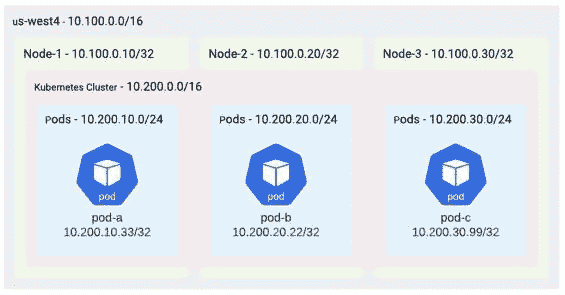 us-west4 - 10.100.0.0/16
Node-1 - 10.100.0.10/32
Node-2 - 10.100.0.20/32
Node-3 - 10.100.0.30/32
Kubernetes Cluster - 10.200.0.0/16
Pods - 10.200.10.0/24
Pods - 10.200.20.0/24
Pods - 10.200.30.0/24
pod
pod
pod
pod-a
pod-b
pod-c
10.200.10.33/32
10.200.20.22/32
10.200.30.99/32